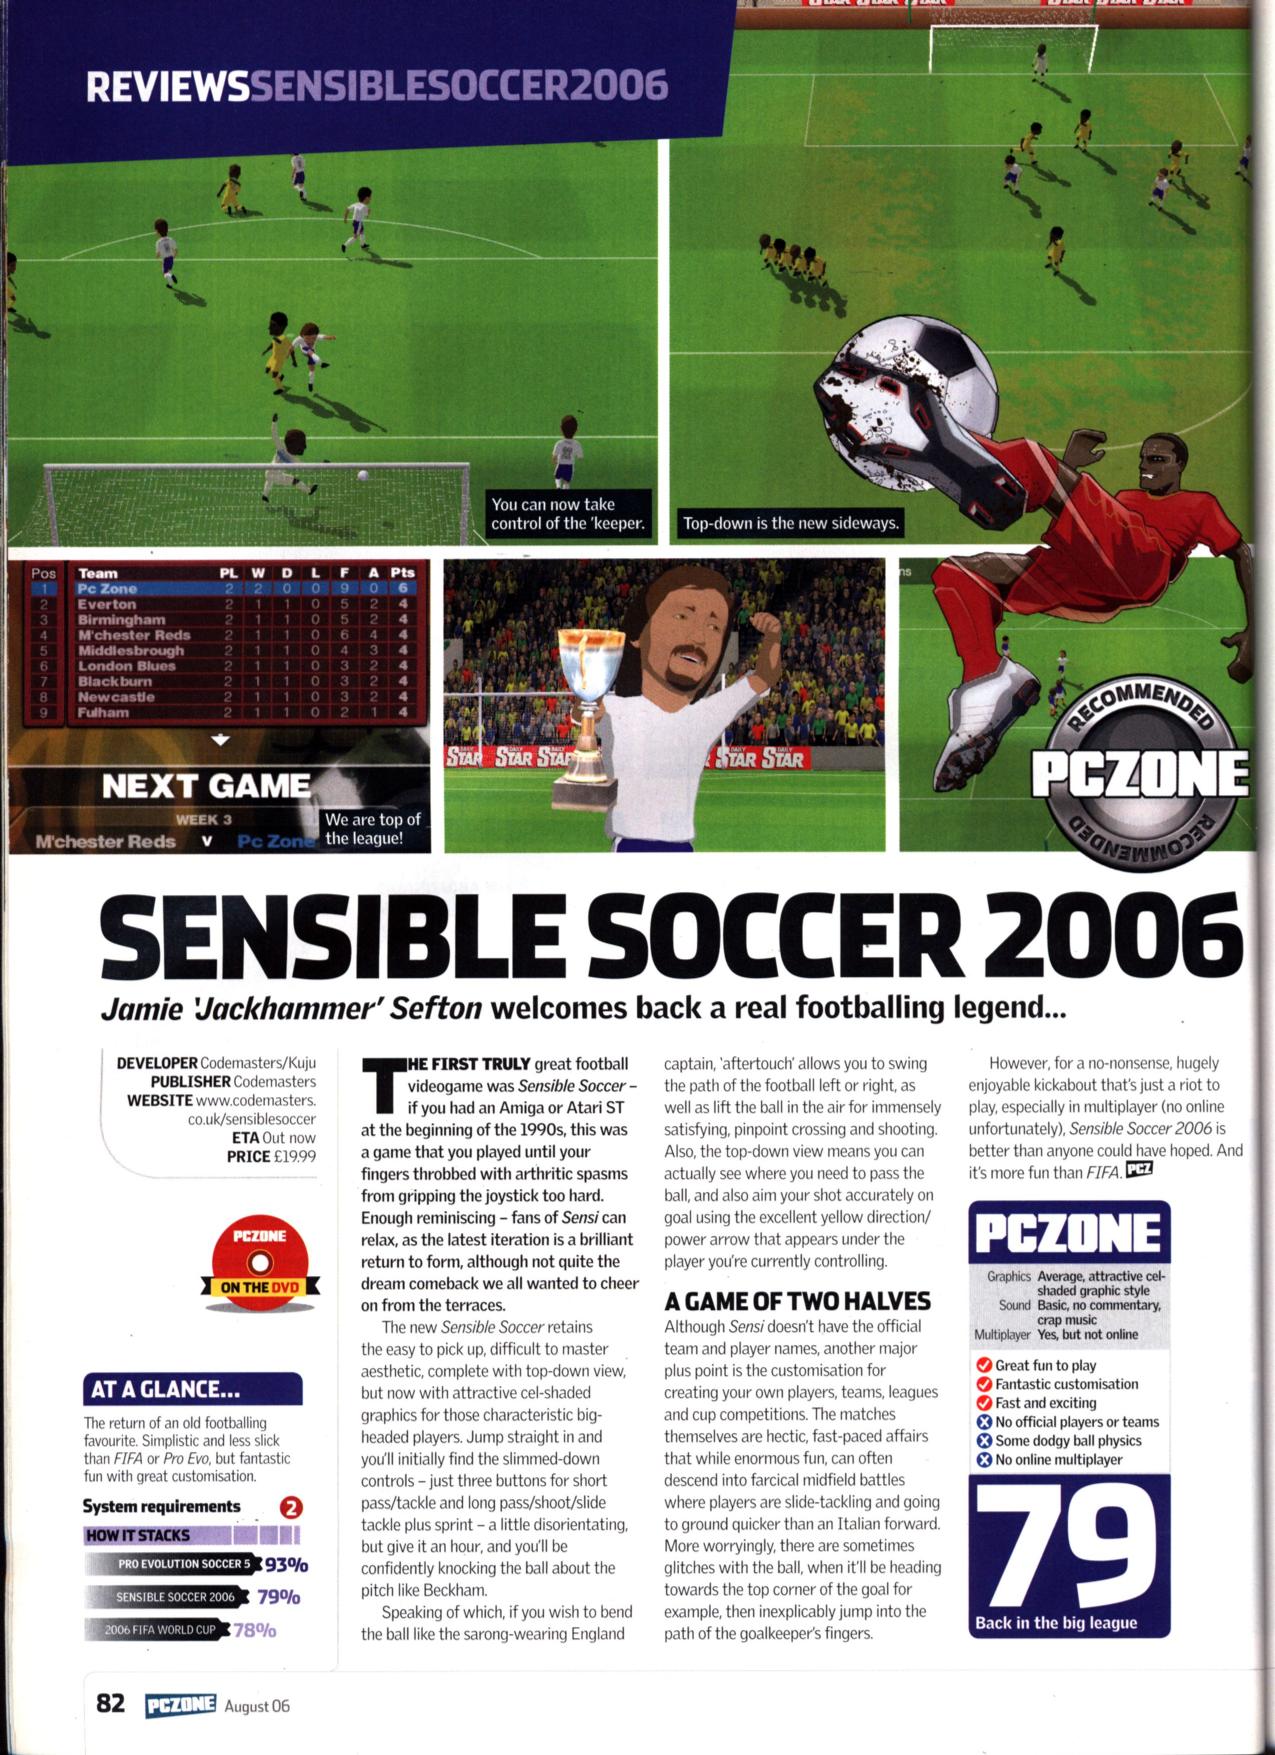 REVIEWSSENSIBLESOCCER2006
You can now take
control of the 'keeper.
Top-down is the new sideways.
Pos Team PL W D L F A Pts
1 Pc Zone 2 2 0 0 9 0 6
2 Everton 2 1 1 0 5 2 4
3 Birmingham 2 1 1 0 5 2 4
4 M'chester Reds 2 1 1 0 6 4 4
5 Middlesbrough 2 1 1 0 4 3 4
6 London Blues 2 1 1 0 3 2 4
7 Blackburn 2 1 1 0 3 2 4
8 Newcastle 2 1 1 0 3 2 4
9 Fulham 2 1 1 0 2 1 4
NEXT GAME
WEEK 3
M'chester Reds v Pc Zone
We are top of
the league!
DAILY STAR STAR STAR STAR STAR
RECOMMENDED
PCZONE
RECOMMENDED
SENSIBLE SOCCER 2006
Jamie 'Jackhammer' Sefton welcomes back a real footballing legend...
DEVELOPER Codemasters/Kuju
PUBLISHER Codemasters
WEBSITE www.codemasters.
co.uk/sensiblesoccer
ETA Out now
PRICE £19.99
PCZONE
ON THE DVD
AT A GLANCE...
The return of an old footballing
favourite. Simplistic and less slick
than FIFA or Pro Evo, but fantastic
fun with great customisation.
System requirements 2
HOW IT STACKS
PRO EVOLUTION SOCCER 5 93%
SENSIBLE SOCCER 2006 79%
2006 FIFA WORLD CUP 78%
THE FIRST TRULY great football
videogame was Sensible Soccer –
if you had an Amiga or Atari ST
at the beginning of the 1990s, this was
a game that you played until your
fingers throbbed with arthritic spasms
from gripping the joystick too hard.
Enough reminiscing – fans of Sensi can
relax, as the latest iteration is a brilliant
return to form, although not quite the
dream comeback we all wanted to cheer
on from the terraces.
The new Sensible Soccer retains
the easy to pick up, difficult to master
aesthetic, complete with top-down view,
but now with attractive cel-shaded
graphics for those characteristic big-
headed players. Jump straight in and
you'll initially find the slimmed-down
controls – just three buttons for short
pass/tackle and long pass/shoot/slide
tackle plus sprint – a little disorientating,
but give it an hour, and you'll be
confidently knocking the ball about the
pitch like Beckham.
Speaking of which, if you wish to bend
the ball like the sarong-wearing England
captain, 'aftertouch' allows you to swing
the path of the football left or right, as
well as lift the ball in the air for immensely
satisfying, pinpoint crossing and shooting.
Also, the top-down view means you can
actually see where you need to pass the
ball, and also aim your shot accurately on
goal using the excellent yellow direction/
power arrow that appears under the
player you're currently controlling.
A GAME OF TWO HALVES
Although Sensi doesn't have the official
team and player names, another major
plus point is the customisation for
creating your own players, teams, leagues
and cup competitions. The matches
themselves are hectic, fast-paced affairs
that while enormous fun, can often
descend into farcical midfield battles
where players are slide-tackling and going
to ground quicker than an Italian forward.
More worryingly, there are sometimes
glitches with the ball, when it'll be heading
towards the top corner of the goal for
example, then inexplicably jump into the
path of the goalkeeper's fingers.
However, for a no-nonsense, hugely
enjoyable kickabout that's just a riot to
play, especially in multiplayer (no online
unfortunately), Sensible Soccer 2006 is
better than anyone could have hoped. And
it's more fun than FIFA. PCZ
PCZONE
Graphics Average, attractive cel-
shaded graphic style
Sound Basic, no commentary,
crap music
Multiplayer Yes, but not online
Great fun to play
Fantastic customisation
Fast and exciting
No official players or teams
Some dodgy ball physics
No online multiplayer
79
Back in the big league
82 PCZONE August 06